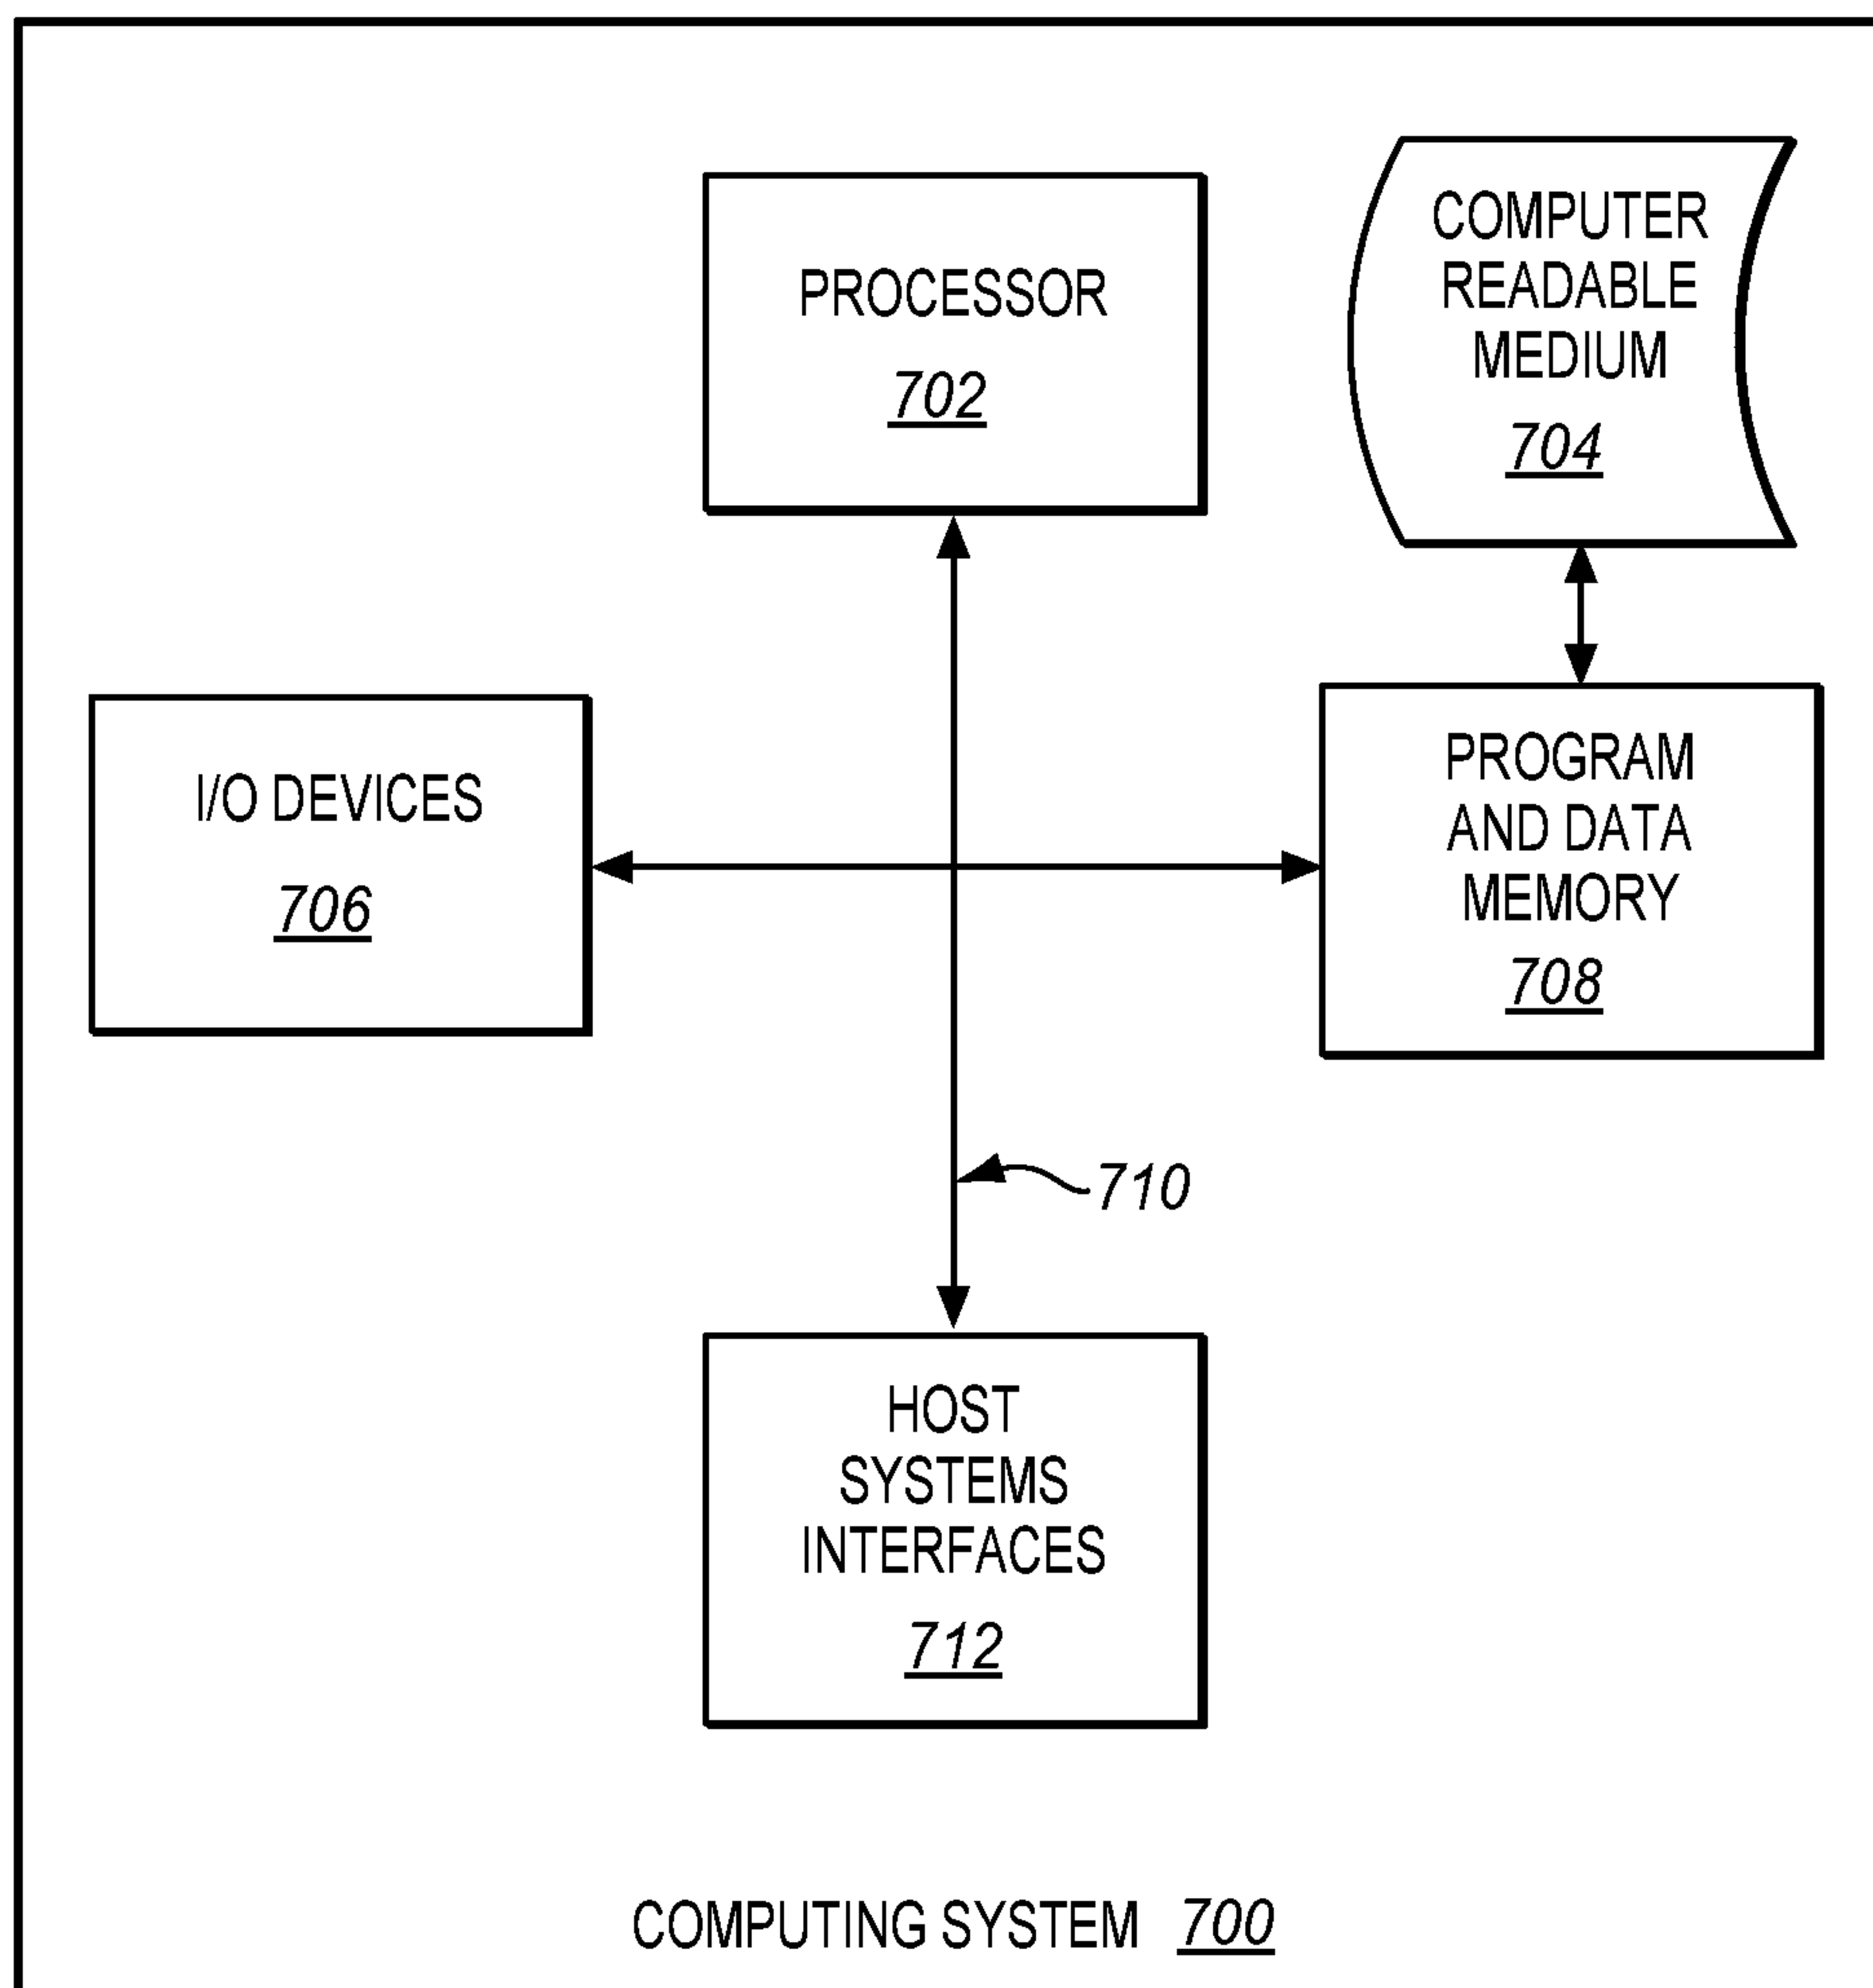 PROCESSOR
702
COMPUTER
READABLE
MEDIUM
704
I/O DEVICES
706
PROGRAM
AND DATA
MEMORY
708
710
HOST
SYSTEMS
INTERFACES
712
COMPUTING SYSTEM 700